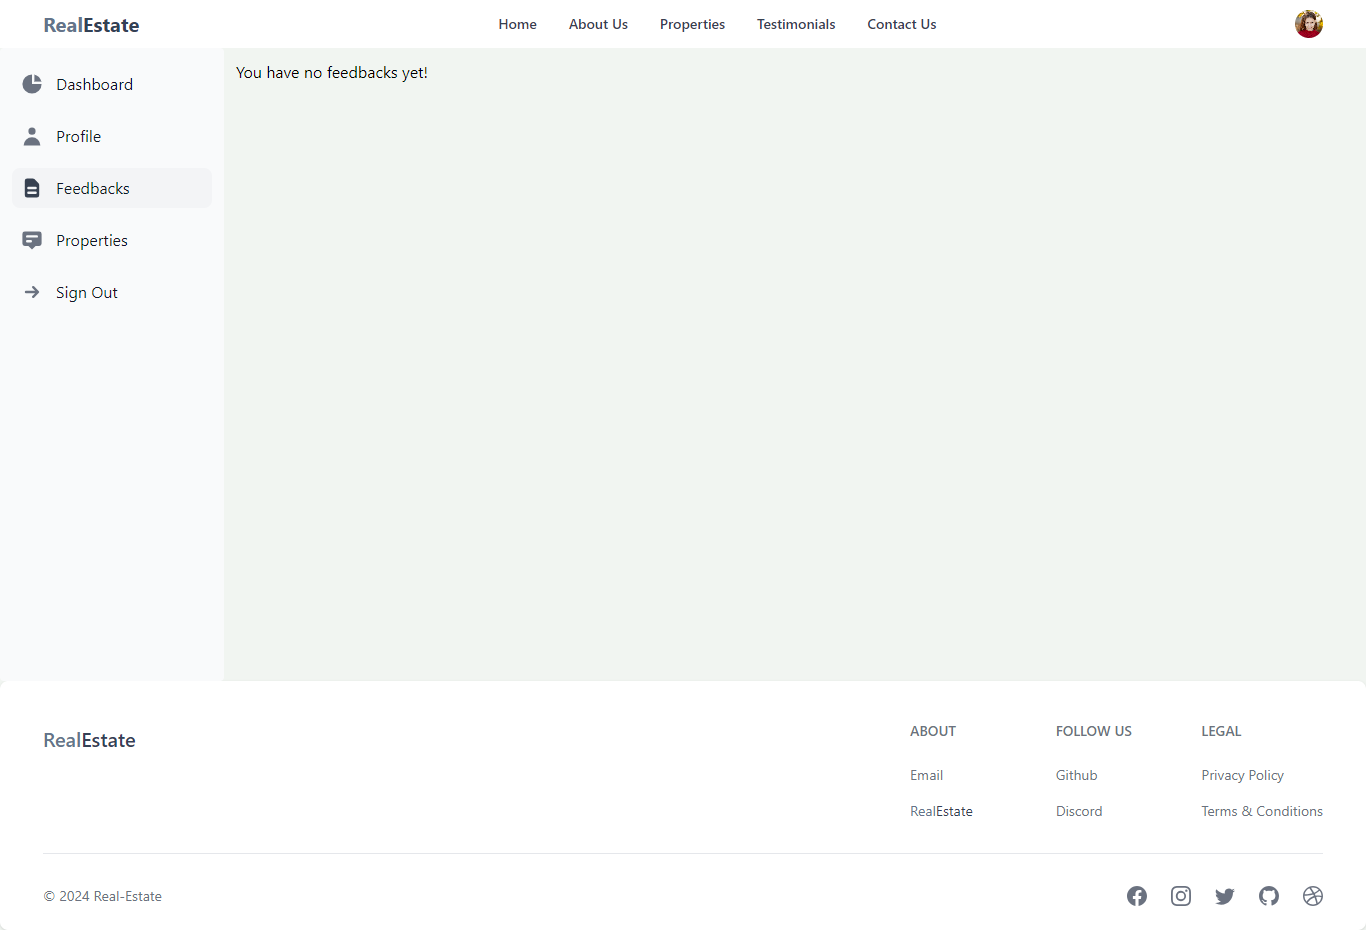 RealEstate
Home About Us Properties Testimonials Contact Us
Dashboard
Profile
Feedbacks
Properties
Sign Out
You have no feedbacks yet!
RealEstate
ABOUT
Email
RealEstate
FOLLOW US
Github
Discord
LEGAL
Privacy Policy
Terms & Conditions
© 2024 Real-Estate